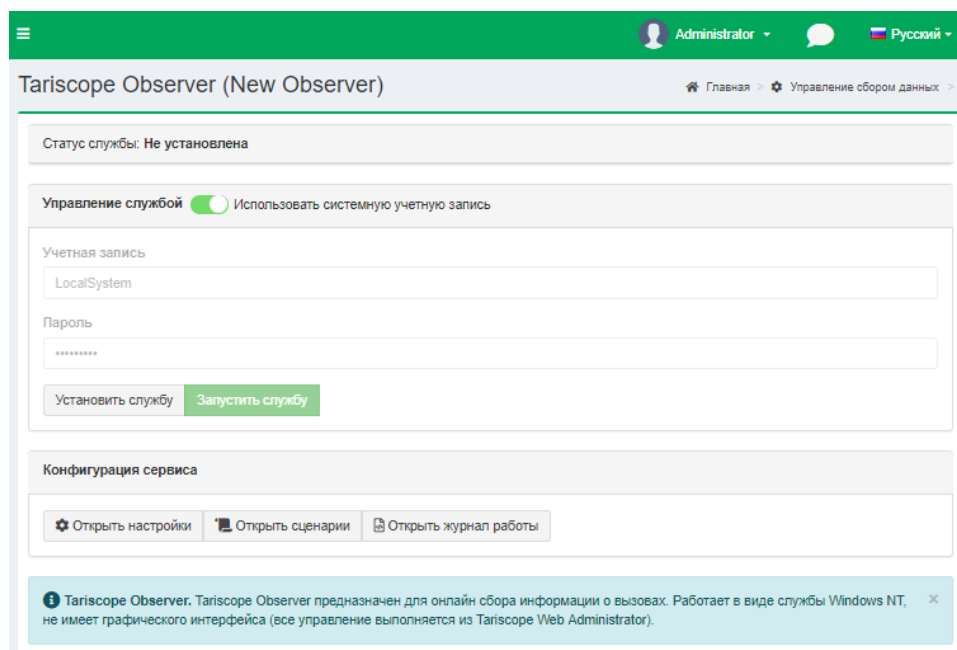 Administrator
Русский
Tariscope Observer (New Observer)
Главная > Управление сбором данных >
Статус службы: Не установлена
Управление службой Использовать системную учетную запись
Учетная запись
LocalSystem
Пароль
•••••••••
Установить службу Запустить службу
Конфигурация сервиса
Открыть настройки Открыть сценарии Открыть журнал работы
Tariscope Observer. Tariscope Observer предназначен для онлайн сбора информации о вызовах. Работает в виде службы Windows NT, ×
не имеет графического интерфейса (все управление выполняется из Tariscope Web Administrator).